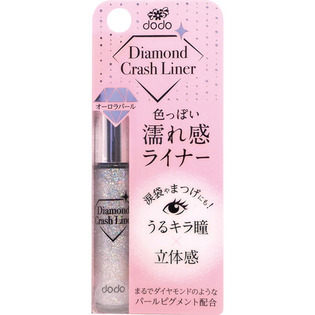 dodo
Diamond
Crash Liner
オーロラパール
色っぽい
濡れ感
ライナー
涙袋やまつげにも!
うるキラ瞳
×
立体感
まるでダイヤモンドのような
パールピグメント配合
Diamond
Crash Liner
dodo